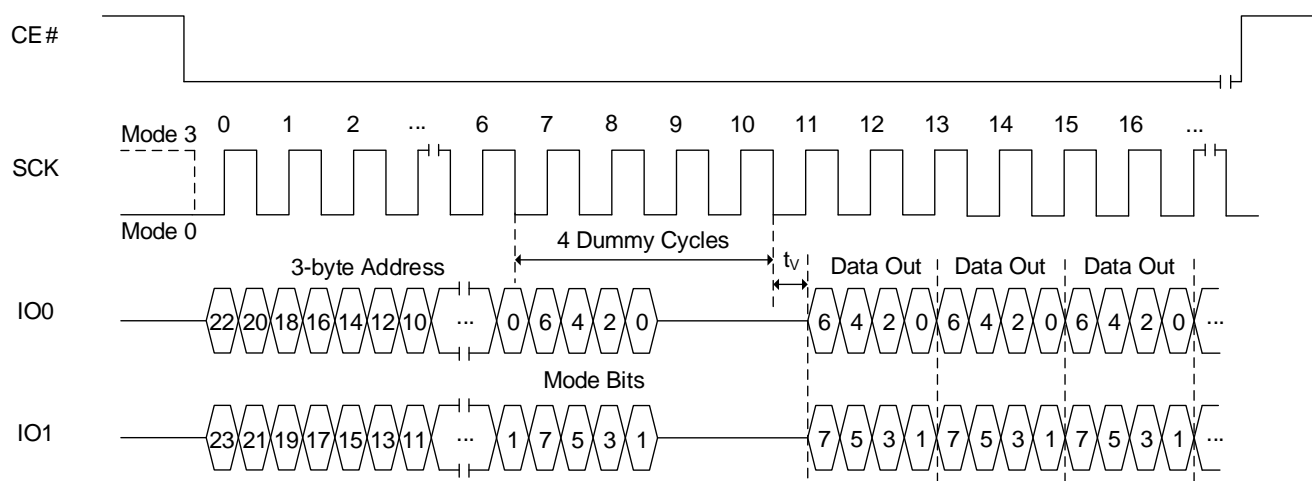 CE#
Mode 3
0 1 2 ... 6 7 8 9 10 11 12 13 14 15 16 ...
SCK
Mode 0
4 Dummy Cycles
3-byte Address
tV
Data Out Data Out Data Out
IO0
22 20 18 16 14 12 10 ... 0 6 4 2 0 6 4 2 0 6 4 2 0 6 4 2 0 ...
Mode Bits
IO1
23 21 19 17 15 13 11 ... 1 7 5 3 1 7 5 3 1 7 5 3 1 7 5 3 1 ...